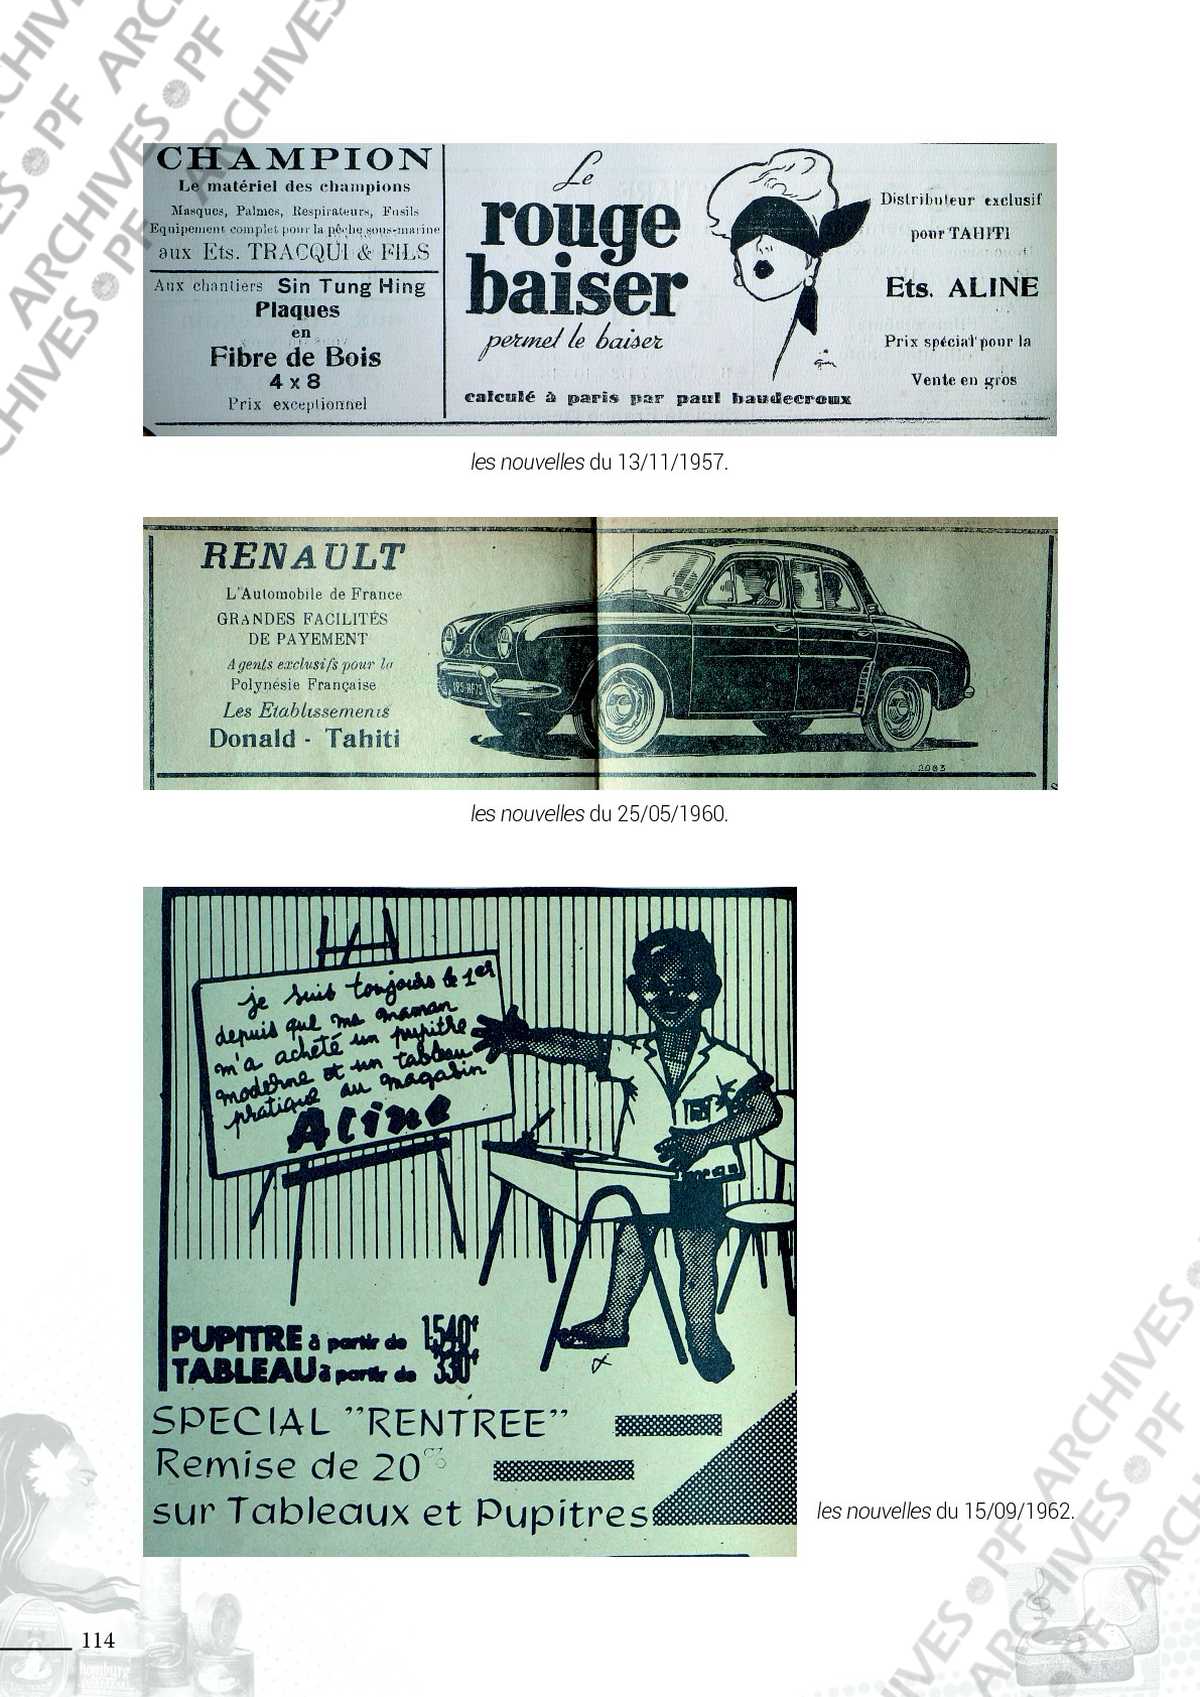 CHAMPION
Le matériel des champions
Masques, Palmes, Respirateurs, Fusils
Equipement complet pour la pêche sous-marine
aux Ets. TRACQUI & FILS
Aux chantiers Sin Tung Hing
Plaques
en
Fibre de Bois
4 x 8
Prix exceptionnel
Le
rouge
baiser
permet le baiser
calculé à paris par paul baudecroux
Distributeur exclusif
pour TAHITI
Ets. ALINE
Prix spécial pour la
Vente en gros
les nouvelles du 13/11/1957.
RENAULT
L'Automobile de France
GRANDES FACILITÉS
DE PAYEMENT
Agents exclusifs pour la
Polynésie Française
Les Etablissements
Donald - Tahiti
2063
les nouvelles du 25/05/1960.
je suis toujours le 1er
depuis que ma maman
m'a acheté un pupitre
moderne et un tableau
pratique au magasin
Aline
PUPITRE à partir de 1.540f
TABLEAU à partir de 330f
SPECIAL "RENTREE"
Remise de 20%
sur Tableaux et Pupitres
les nouvelles du 15/09/1962.
114
ARCHIVES PF